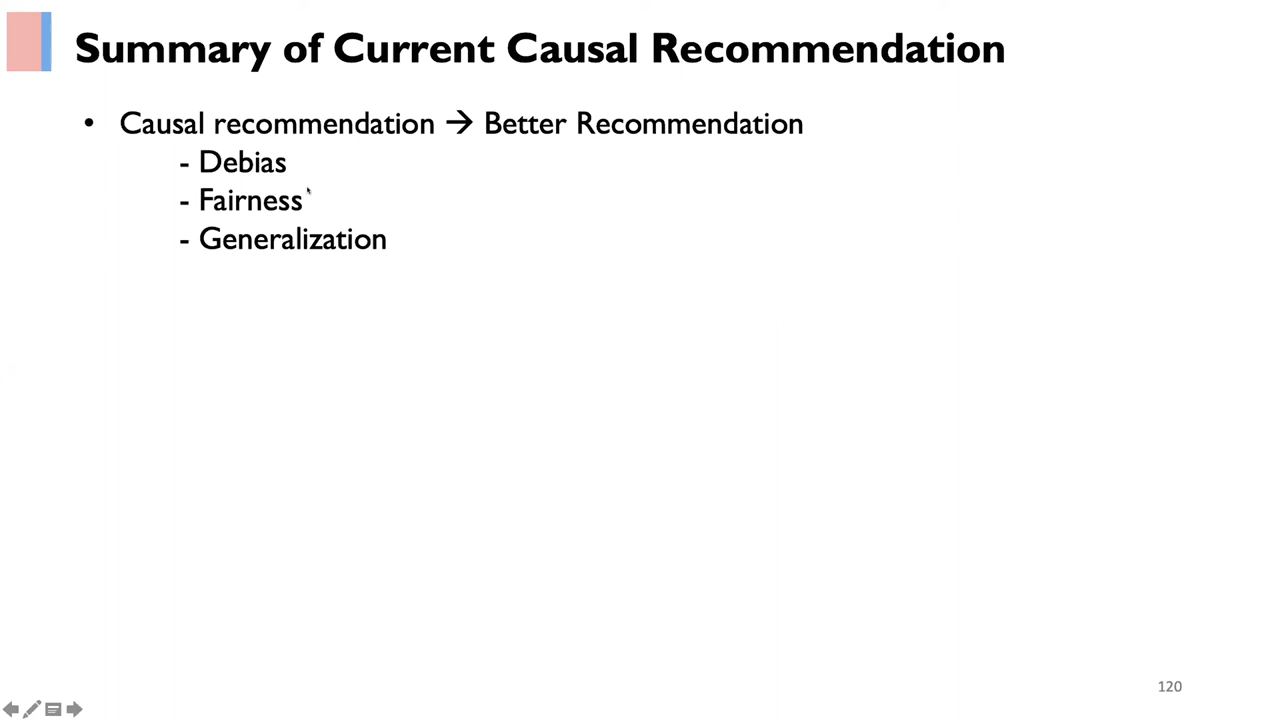 Summary of Current Causal Recommendation
• Causal recommendation → Better Recommendation
- Debias
- Fairness
- Generalization
120